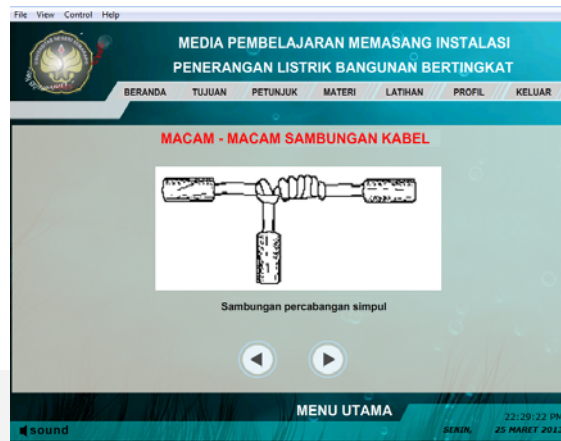 File View Control Help
MEDIA PEMBELAJARAN MEMASANG INSTALASI
PENERANGAN LISTRIK BANGUNAN BERTINGKAT
BERANDA TUJUAN PETUNJUK MATERI LATIHAN PROFIL KELUAR
MACAM - MACAM SAMBUNGAN KABEL
Sambungan percabangan simpul
MENU UTAMA
22:29:22 PM
sound
SENIN, 25 MARET 2013